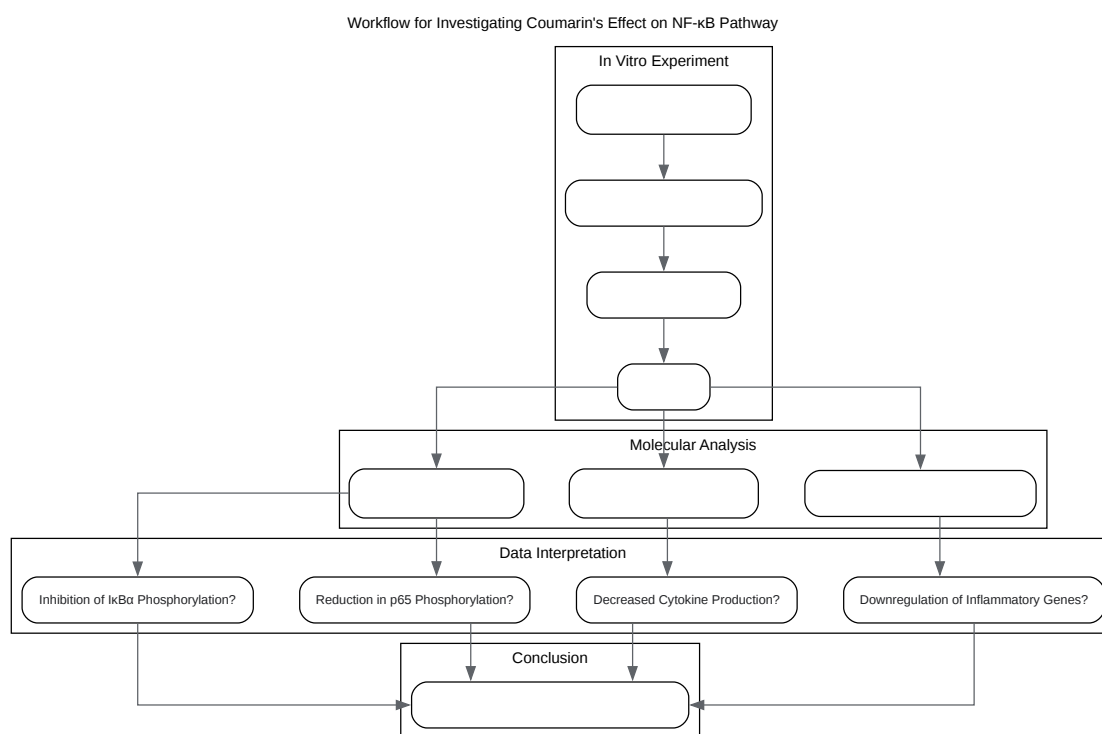 Workflow for Investigating Coumarin's Effect on NF-κB Pathway
In Vitro Experiment
Molecular Analysis
Data Interpretation
Inhibition of IκBα Phosphorylation?
Reduction in p65 Phosphorylation?
Decreased Cytokine Production?
Downregulation of Inflammatory Genes?
Conclusion